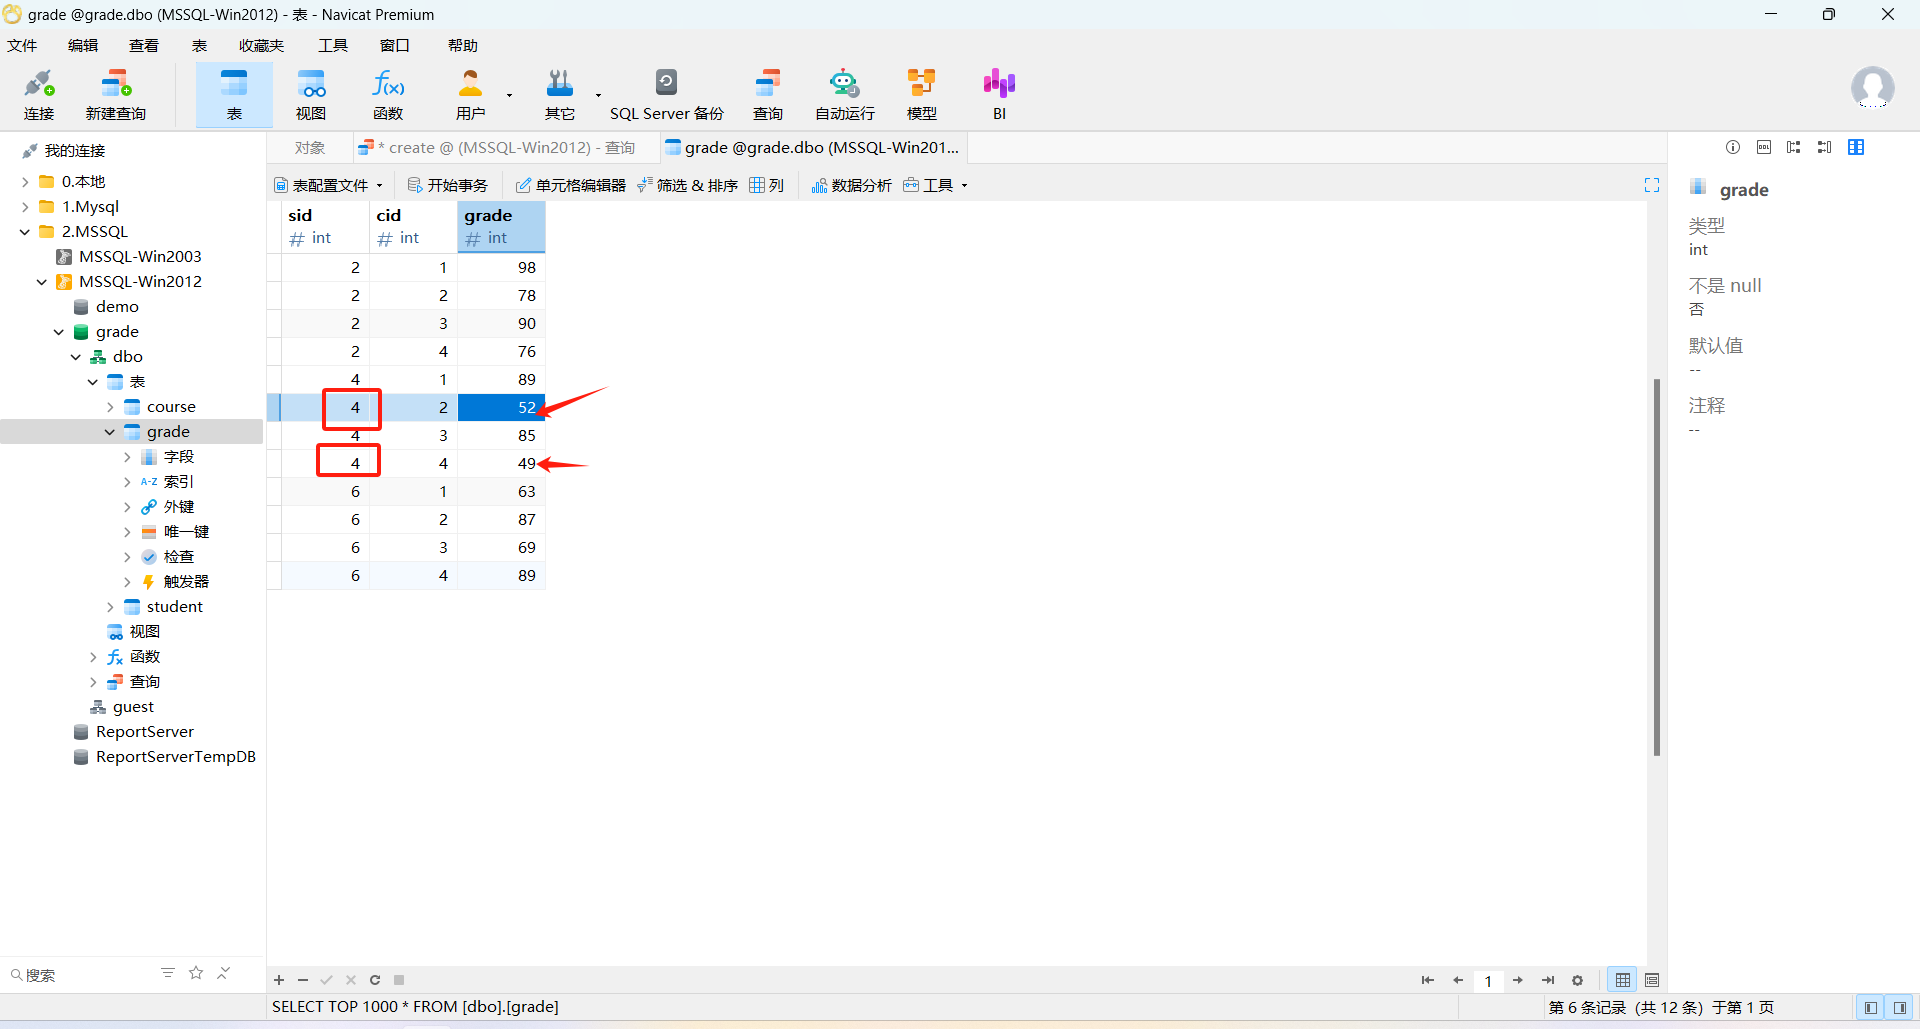 grade @grade.dbo (MSSQL-Win2012) - 表 - Navicat Premium
文件 编辑 查看 表 收藏夹 工具 窗口 帮助
连接 新建查询 表 视图 函数 用户 其它 SQL Server 备份 查询 自动运行 模型 BI
我的连接
0.本地
1.Mysql
2.MSSQL
MSSQL-Win2003
MSSQL-Win2012
demo
grade
dbo
表
course
grade
字段
A-Z 索引
外键
唯一键
检查
触发器
student
视图
函数
查询
guest
ReportServer
ReportServerTempDB
搜索
对象 * create @ (MSSQL-Win2012) - 查询 grade @grade.dbo (MSSQL-Win201...
表配置文件 开始事务 单元格编辑器 筛选 & 排序 列 数据分析 工具
sid cid grade
# int # int # int
2 1 98
2 2 78
2 3 90
2 4 76
4 1 89
4 2 52
4 3 85
4 4 49
6 1 63
6 2 87
6 3 69
6 4 89
1
SELECT TOP 1000 * FROM [dbo].[grade]
第 6 条记录 (共 12 条) 于第 1 页
DDL
grade
类型
int
不是 null
否
默认值
--
注释
--